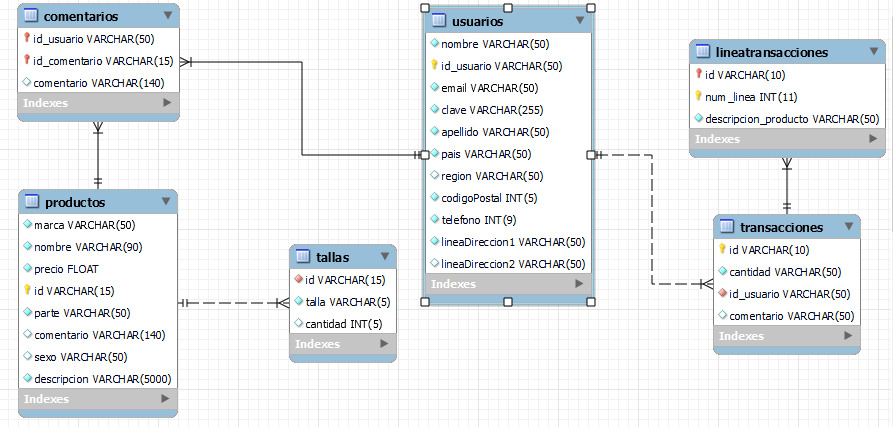 comentarios
id_usuario VARCHAR(50)
id_comentario VARCHAR(15)
comentario VARCHAR(140)
Indexes
usuarios
nombre VARCHAR(50)
id_usuario VARCHAR(50)
email VARCHAR(50)
clave VARCHAR(255)
apellido VARCHAR(50)
pais VARCHAR(50)
region VARCHAR(50)
codigoPostal INT(5)
telefono INT(9)
lineaDireccion1 VARCHAR(50)
lineaDireccion2 VARCHAR(50)
Indexes
lineatransacciones
id VARCHAR(10)
num_linea INT(11)
descripcion_producto VARCHAR(50)
Indexes
productos
marca VARCHAR(50)
nombre VARCHAR(90)
precio FLOAT
id VARCHAR(15)
parte VARCHAR(50)
comentario VARCHAR(140)
sexo VARCHAR(50)
descripcion VARCHAR(5000)
Indexes
tallas
id VARCHAR(15)
talla VARCHAR(5)
cantidad INT(5)
Indexes
transacciones
id VARCHAR(10)
cantidad VARCHAR(50)
id_usuario VARCHAR(50)
comentario VARCHAR(50)
Indexes